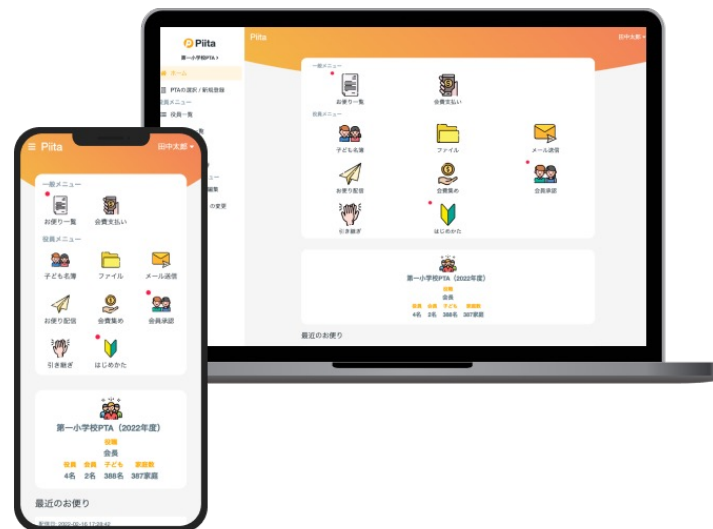 Piita
第一小学校PTA
ホーム
PTAの選択 / 新規登録
役員メニュー
役員一覧
編集
の変更
Piita
田中太郎
一般メニュー
お便り一覧
会費支払い
役員メニュー
子ども名簿
ファイル
メール送信
お便り配信
会費集め
会員承認
引き継ぎ
はじめかた
第一小学校PTA（2022年度）
役職
会長
役員 会員 子ども 家庭数
4名 2名 388名 387家庭
最近のお便り
Piita
田中太郎
一般メニュー
お便り一覧 会費支払い
役員メニュー
子ども名簿 ファイル メール送信
お便り配信 会費集め 会員承認
引き継ぎ はじめかた
第一小学校PTA（2022年度）
役職
会長
役員 会員 子ども 家庭数
4名 2名 388名 387家庭
最近のお便り